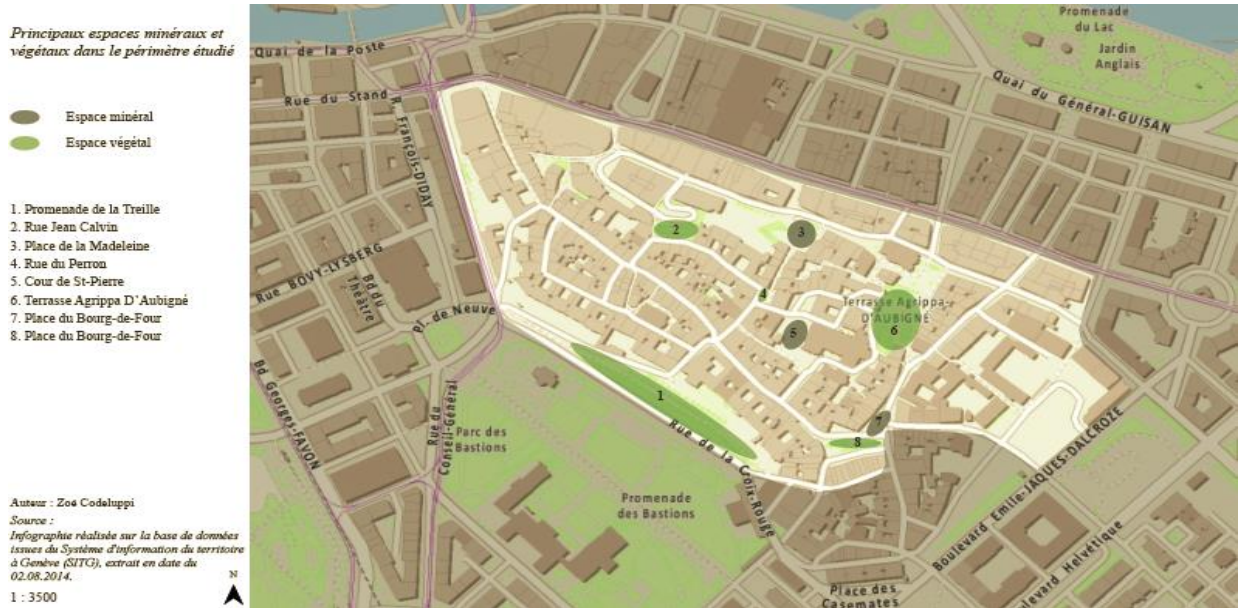 Principaux espaces minéraux et
végétaux dans le périmètre étudié
Espace minéral
Espace végétal
1. Promenade de la Treille
2. Rue Jean Calvin
3. Place de la Madeleine
4. Rue du Perron
5. Cour de St-Pierre
6. Terrasse Agrippa D'Aubigné
7. Place du Bourg-de-Four
8. Place du Bourg-de-Four
Auteur : Zoé Codeluppi
Source :
Infographie réalisée sur la base de données
issues du Système d'information du territoire
à Genève (SITG), extrait en date du
02.08.2014.
N
1 : 3500
Promenade
du Lac
Jardin
Anglais
Quai de la Poste
Quai du Général-GUISAN
Rue du Stand
R. François-DIDAY
Rue BOVY-LYSBERG
Bd du
Théâtre
Pl. de Neuve
Bd Georges-FAVON
Rue du
Conseil-Général
Parc des
Bastions
Promenade
des Bastions
Rue de la Croix-Rouge
Terrasse Agrippa-
D'AUBIGNÉ
1
2
3
4
5
6
7
8
Boulevard Emile-JAQUES-DALCROZE
Boulevard Helvétique
Place des
Casemates